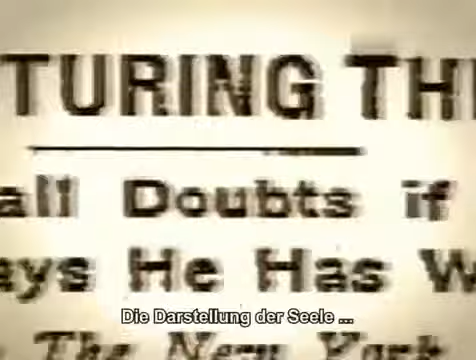 TURING TH
all Doubts if
ays He Has W
Die Darstellung der Seele ...
The New York